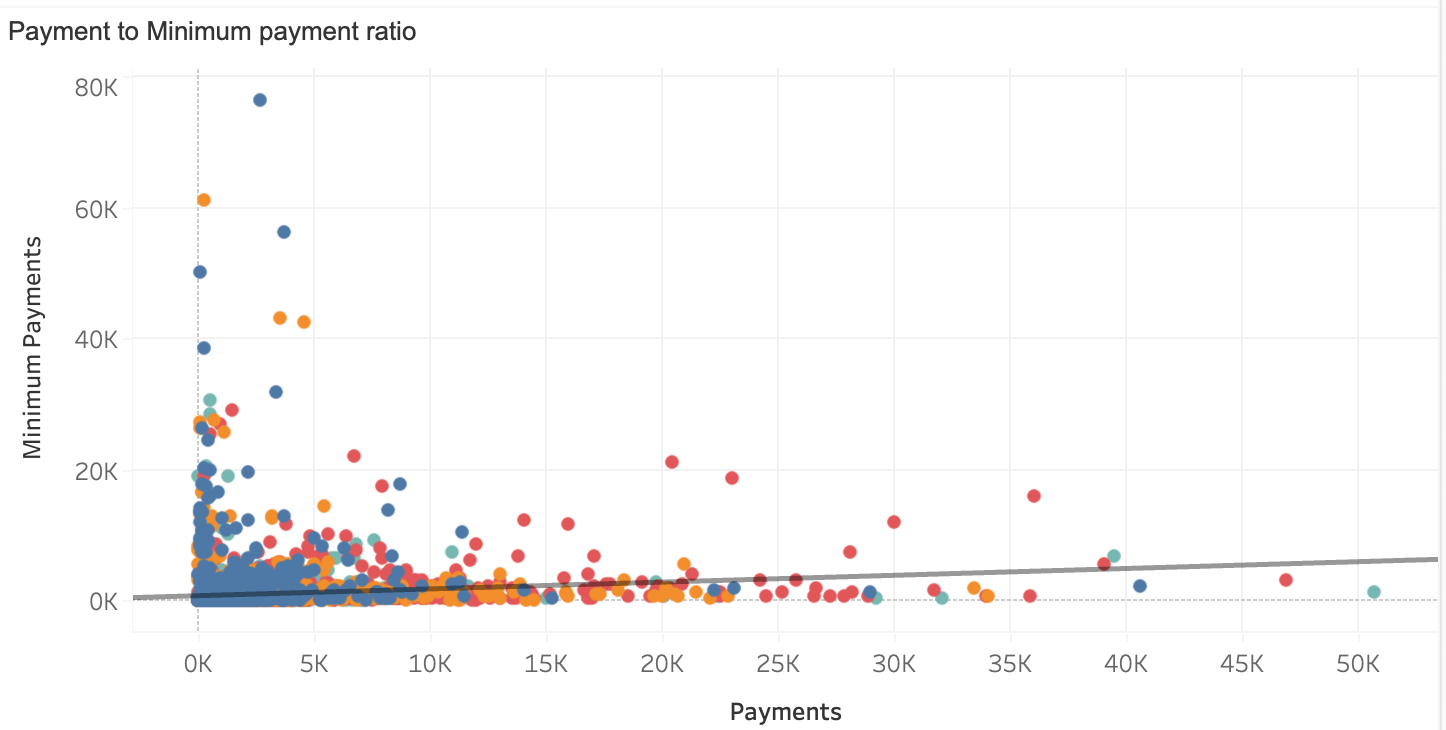 Payment to Minimum payment ratio
80K
60K
40K
20K
0K
Minimum Payments
0K 5K 10K 15K 20K 25K 30K 35K 40K 45K 50K
Payments